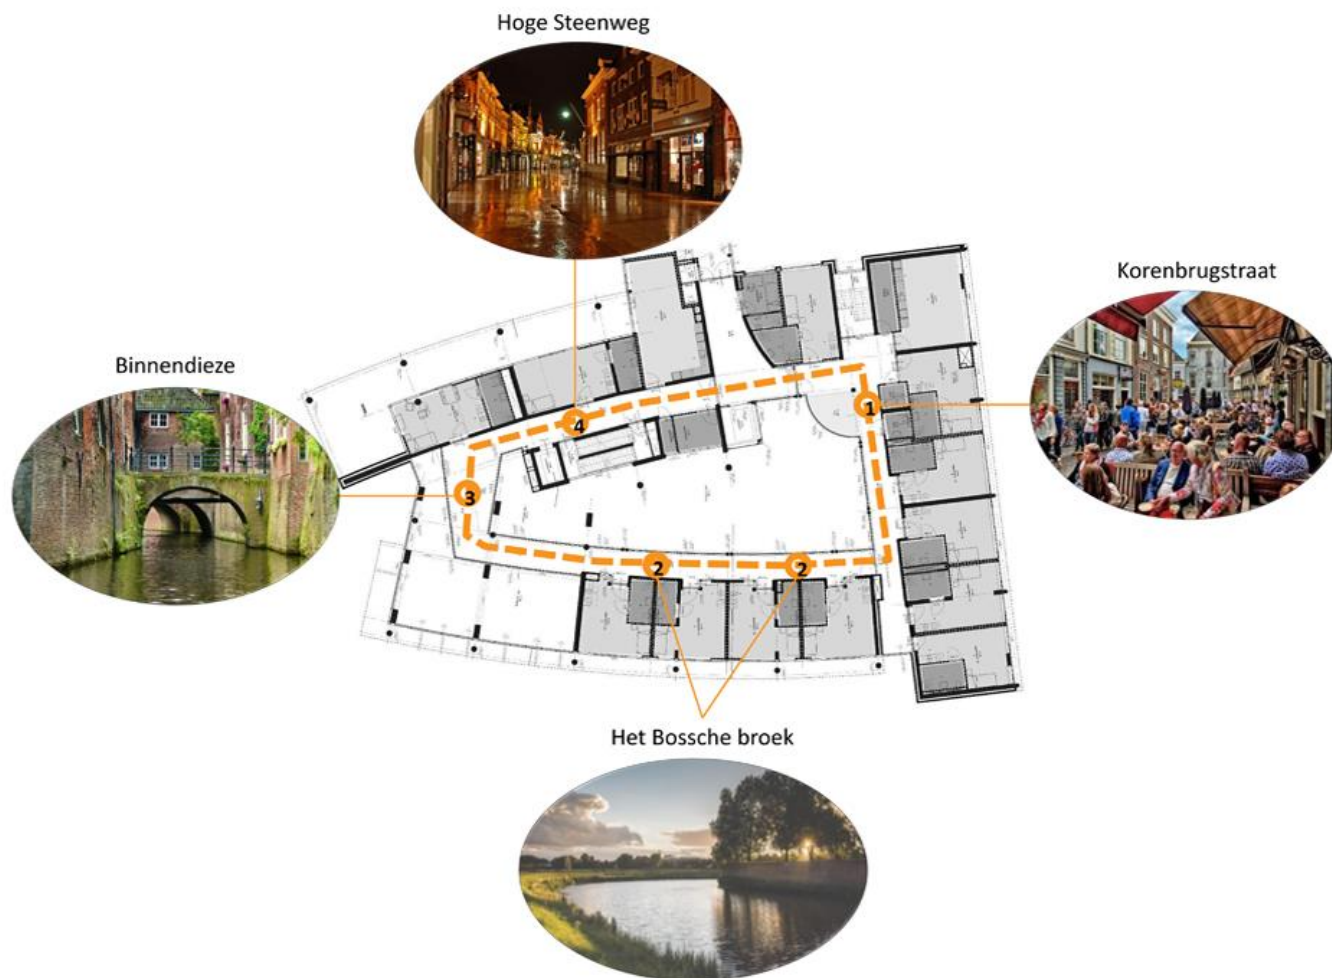 Hoge Steenweg
Korenbrugstraat
Binnendieze
1
4
3
2
2
Het Bossche broek